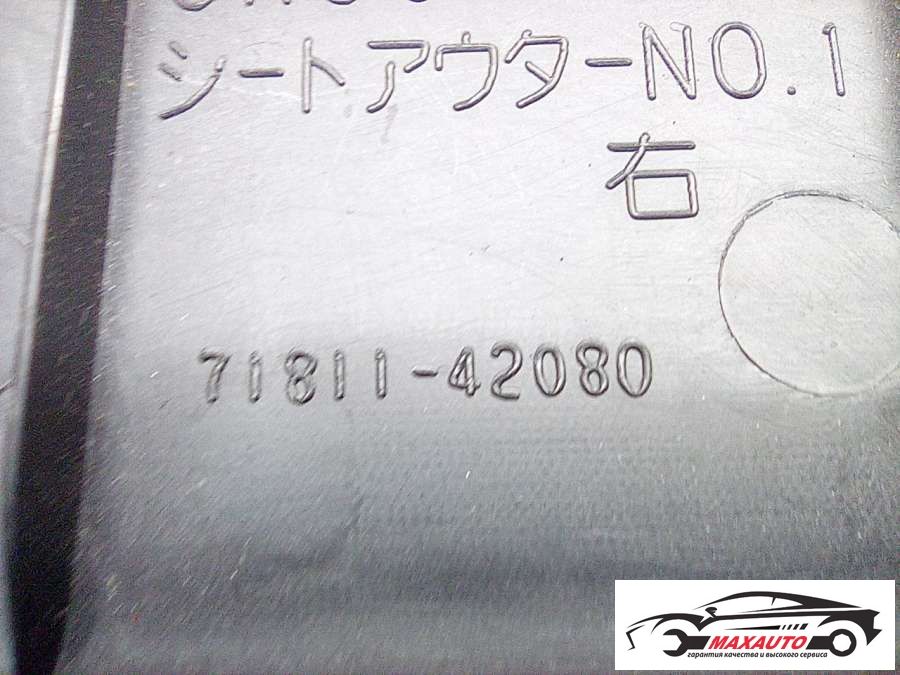 シートアウターNO.1
右
71811-42080
MAXAUTO
гарантия качества и высокого сервиса